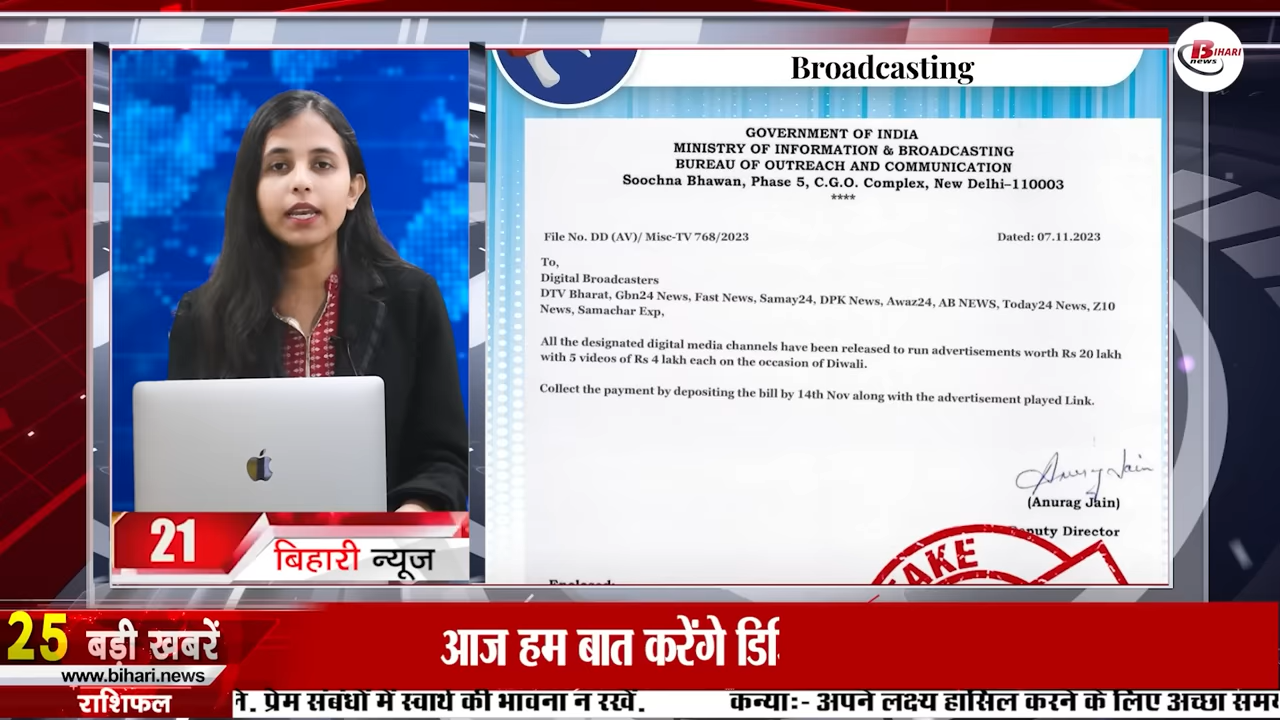 Broadcasting
BIHARI
news
GOVERNMENT OF INDIA
MINISTRY OF INFORMATION & BROADCASTING
BUREAU OF OUTREACH AND COMMUNICATION
Soochna Bhawan, Phase 5, C.G.O. Complex, New Delhi-110003
****
File No. DD (AV)/ Misc-TV 768/2023
Dated: 07.11.2023
To,
Digital Broadcasters
DTV Bharat, Gbn24 News, Fast News, Samay24, DPK News, Awaz24, AB NEWS, Today24 News, Z10
News, Samachar Exp,
All the designated digital media channels have been released to run advertisements worth Rs 20 lakh
with 5 videos of Rs 4 lakh each on the occasion of Diwali.
Collect the payment by depositing the bill by 14th Nov along with the advertisement played Link.
Anurag Jain
(Anurag Jain)
Deputy Director
FAKE
21
बिहारी न्यूज
25 बड़ी खबरें
www.bihari.news
आज हम बात करेंगे
राशिफल
प्रेम संबंधों में स्वार्थ की भावना न रखें.
कन्याः- अपने लक्ष्य हासिल करने के लिए अच्छा